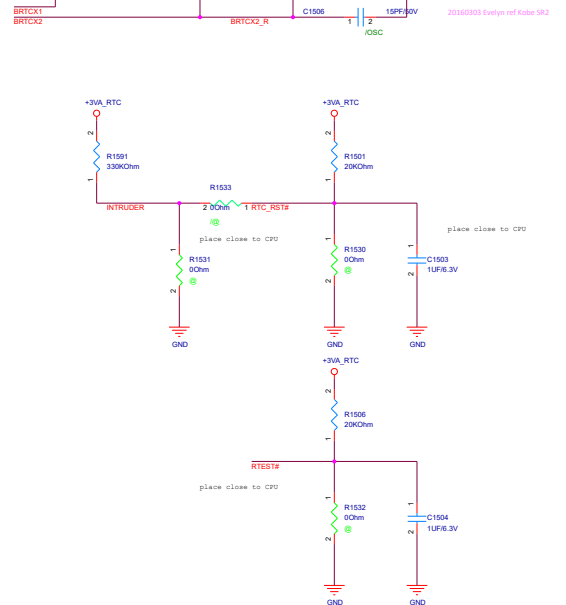 BRTCX1
BRTCX2
BRTCX2_R
C1506
1
2
15PF/50V
/OSC
20160303 Evelyn ref Kobe SR2
+3VA_RTC
2
R1591
330KOhm
1
+3VA_RTC
2
R1501
20KOhm
1
INTRUDER
R1533
2 0Ohm 1
/@
RTC_RST#
place close to CPU
place close to CPU
1
R1531
0Ohm
@
2
GND
1
R1530
0Ohm
@
2
GND
1
C1503
1UF/6.3V
2
GND
+3VA_RTC
2
R1506
20KOhm
1
RTEST#
place close to CPU
1
R1532
0Ohm
@
2
GND
1
C1504
1UF/6.3V
2
GND